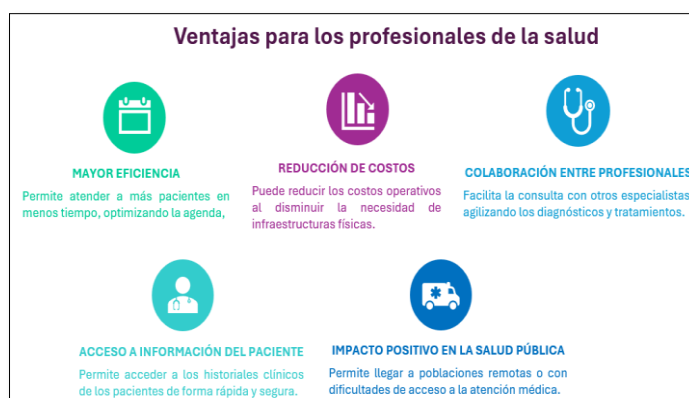 Ventajas para los profesionales de la salud
MAYOR EFICIENCIA
Permite atender a más pacientes en
menos tiempo, optimizando la agenda,
REDUCCIÓN DE COSTOS
Puede reducir los costos operativos
al disminuir la necesidad de
infraestructuras físicas.
COLABORACIÓN ENTRE PROFESIONALES
Facilita la consulta con otros especialistas
agilizando los diagnósticos y tratamientos.
ACCESO A INFORMACIÓN DEL PACIENTE
Permite acceder a los historiales clínicos
de los pacientes de forma rápida y segura.
IMPACTO POSITIVO EN LA SALUD PÚBLICA
Permite llegar a poblaciones remotas o con
dificultades de acceso a la atención médica.